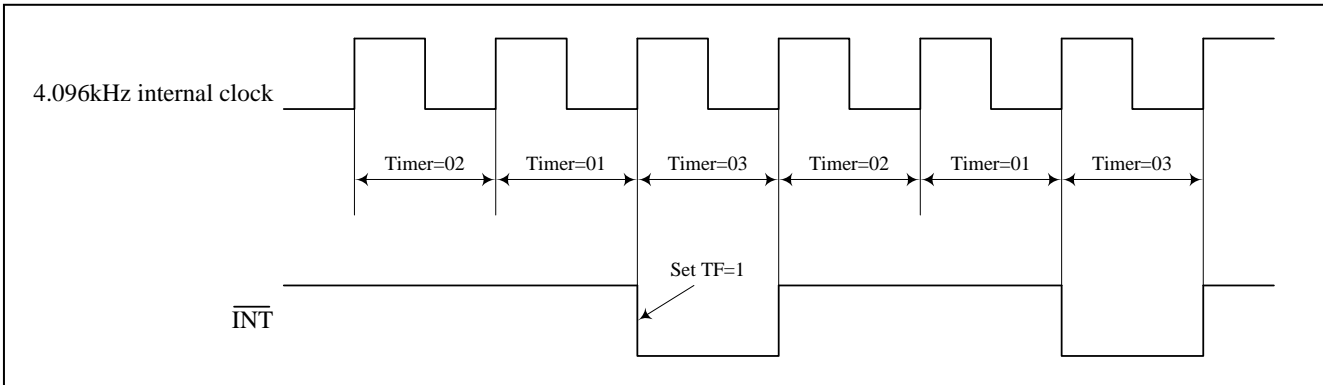 4.096kHz internal clock
Timer=02 Timer=01 Timer=03 Timer=02 Timer=01 Timer=03
Set TF=1
I̅N̅T̅